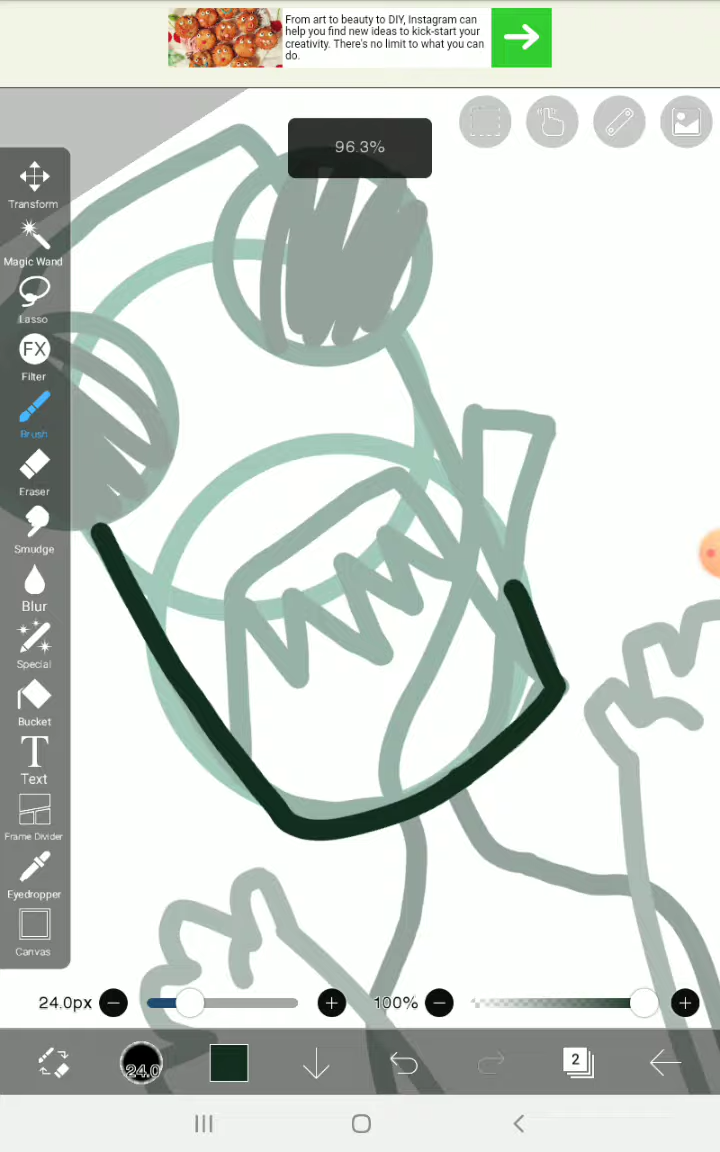 From art to beauty to DIY, Instagram can
help you find new ideas to kick-start your
creativity. There's no limit to what you can
do.
96.3%
Transform
Magic Wand
Lasso
FX
Filter
Brush
Eraser
Smudge
Blur
Special
Bucket
T
Text
Frame Divider
Eyedropper
Canvas
24.0px
100%
24.0
2